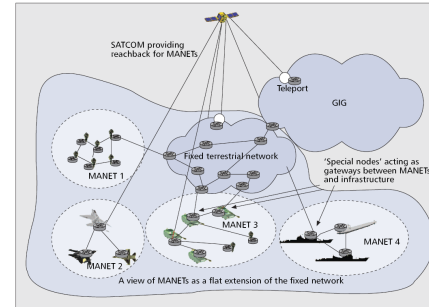 SATCOM providing
reachback for MANETs
Teleport
GIG
Fixed terrestrial network
'Special nodes' acting as
gateways between MANETs
and infrastructure
MANET 1
MANET 3
MANET 2
MANET 4
A view of MANETs as a flat extension of the fixed network